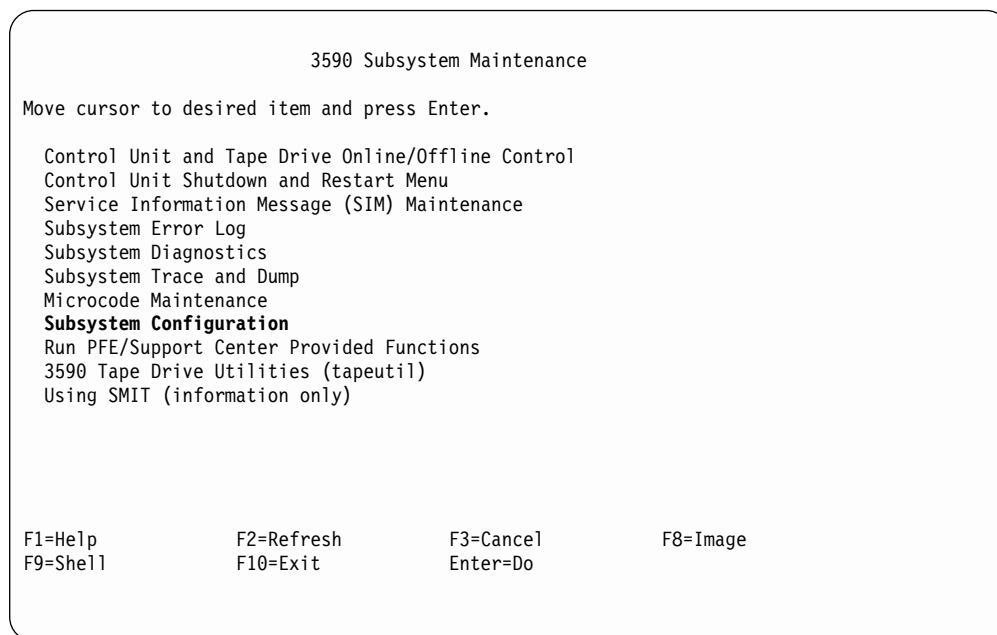 3590 Subsystem Maintenance
Move cursor to desired item and press Enter.
Control Unit and Tape Drive Online/Offline Control
Control Unit Shutdown and Restart Menu
Service Information Message (SIM) Maintenance
Subsystem Error Log
Subsystem Diagnostics
Subsystem Trace and Dump
Microcode Maintenance
Subsystem Configuration
Run PFE/Support Center Provided Functions
3590 Tape Drive Utilities (tapeutil)
Using SMIT (information only)
F1=Help F2=Refresh F3=Cancel F8=Image
F9=Shell F10=Exit Enter=Do